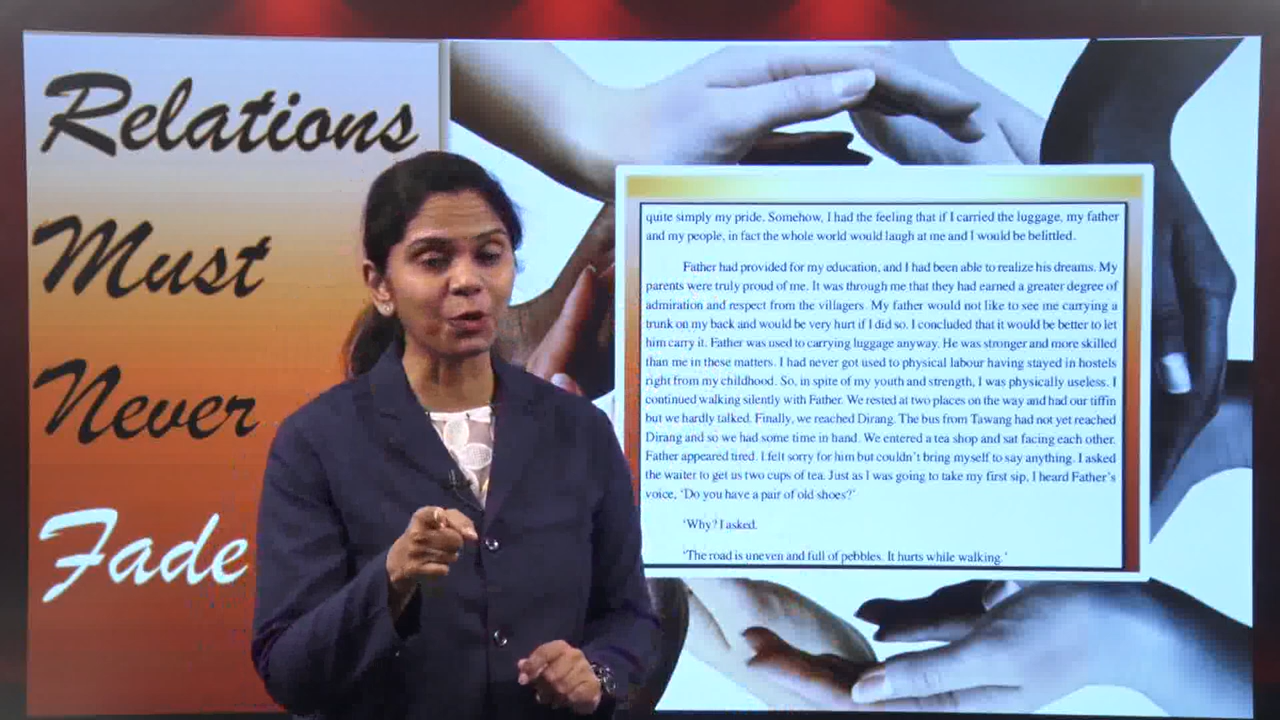 Relations
Must
Never
Fade
quite simply my pride. Somehow, I had the feeling that if I carried the luggage, my father
and my people, in fact the whole world would laugh at me and I would be belittled.
Father had provided for my education, and I had been able to realize his dreams. My
parents were truly proud of me. It was through me that they had earned a greater degree of
admiration and respect from the villagers. My father would not like to see me carrying a
trunk on my back and would be very hurt if I did so. I concluded that it would be better to let
him carry it. Father was used to carrying luggage anyway. He was stronger and more skilled
than me in these matters. I had never got used to physical labour having stayed in hostels
right from my childhood. So, in spite of my youth and strength, I was physically useless. I
continued walking silently with Father. We rested at two places on the way and had our tiffin
but we hardly talked. Finally, we reached Dirang. The bus from Tawang had not yet reached
Dirang and so we had some time in hand. We entered a tea shop and sat facing each other.
Father appeared tired. I felt sorry for him but couldn't bring myself to say anything. I asked
the waiter to get us two cups of tea. Just as I was going to take my first sip, I heard Father's
voice, 'Do you have a pair of old shoes?'
'Why? I asked.
'The road is uneven and full of pebbles. It hurts while walking.'